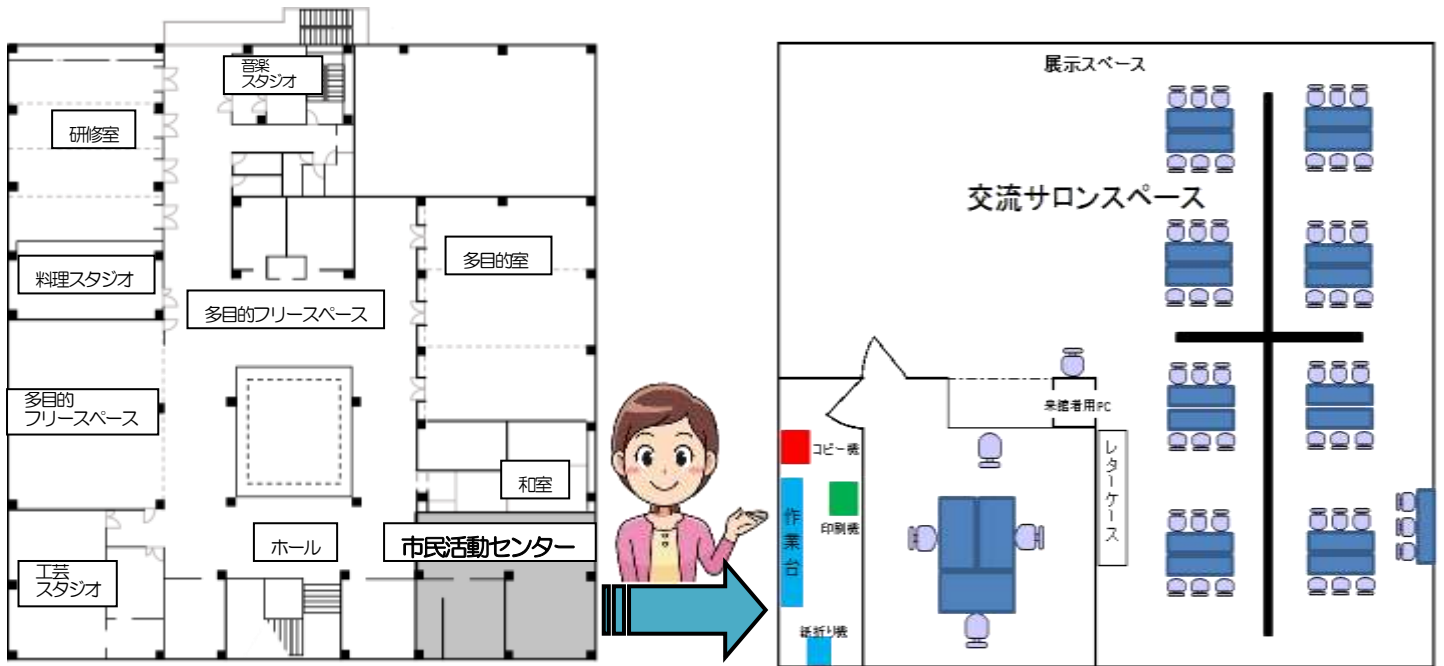 音楽
スタジオ
研修室
料理スタジオ
多目的フリースペース
多目的室
多目的
フリースペース
和室
ホール
市民活動センター
工芸
スタジオ
展示スペース
交流サロンスペース
来館者用PC
コピー機
レターケース
作業台
印刷機
紙折り機